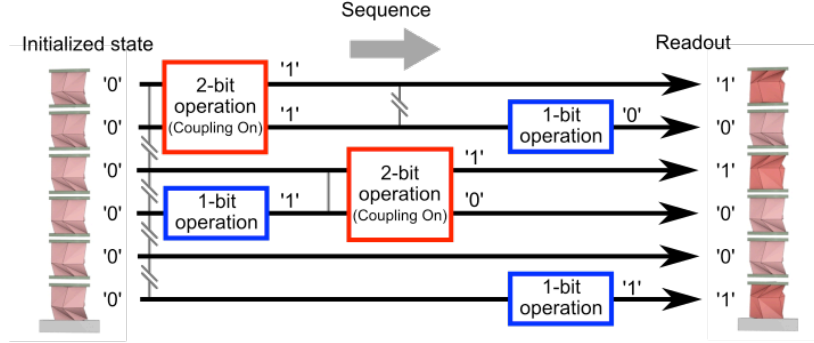 Sequence
Initialized state
Readout
'0'
2-bit
operation
(Coupling On)
'1'
'1'
'0'
'1'
1-bit
operation
'0'
'0'
'0'
2-bit
operation
(Coupling On)
'1'
'1'
'0'
1-bit
operation
'1'
'0'
'0'
'0'
'0'
'0'
1-bit
operation
'1'
'1'